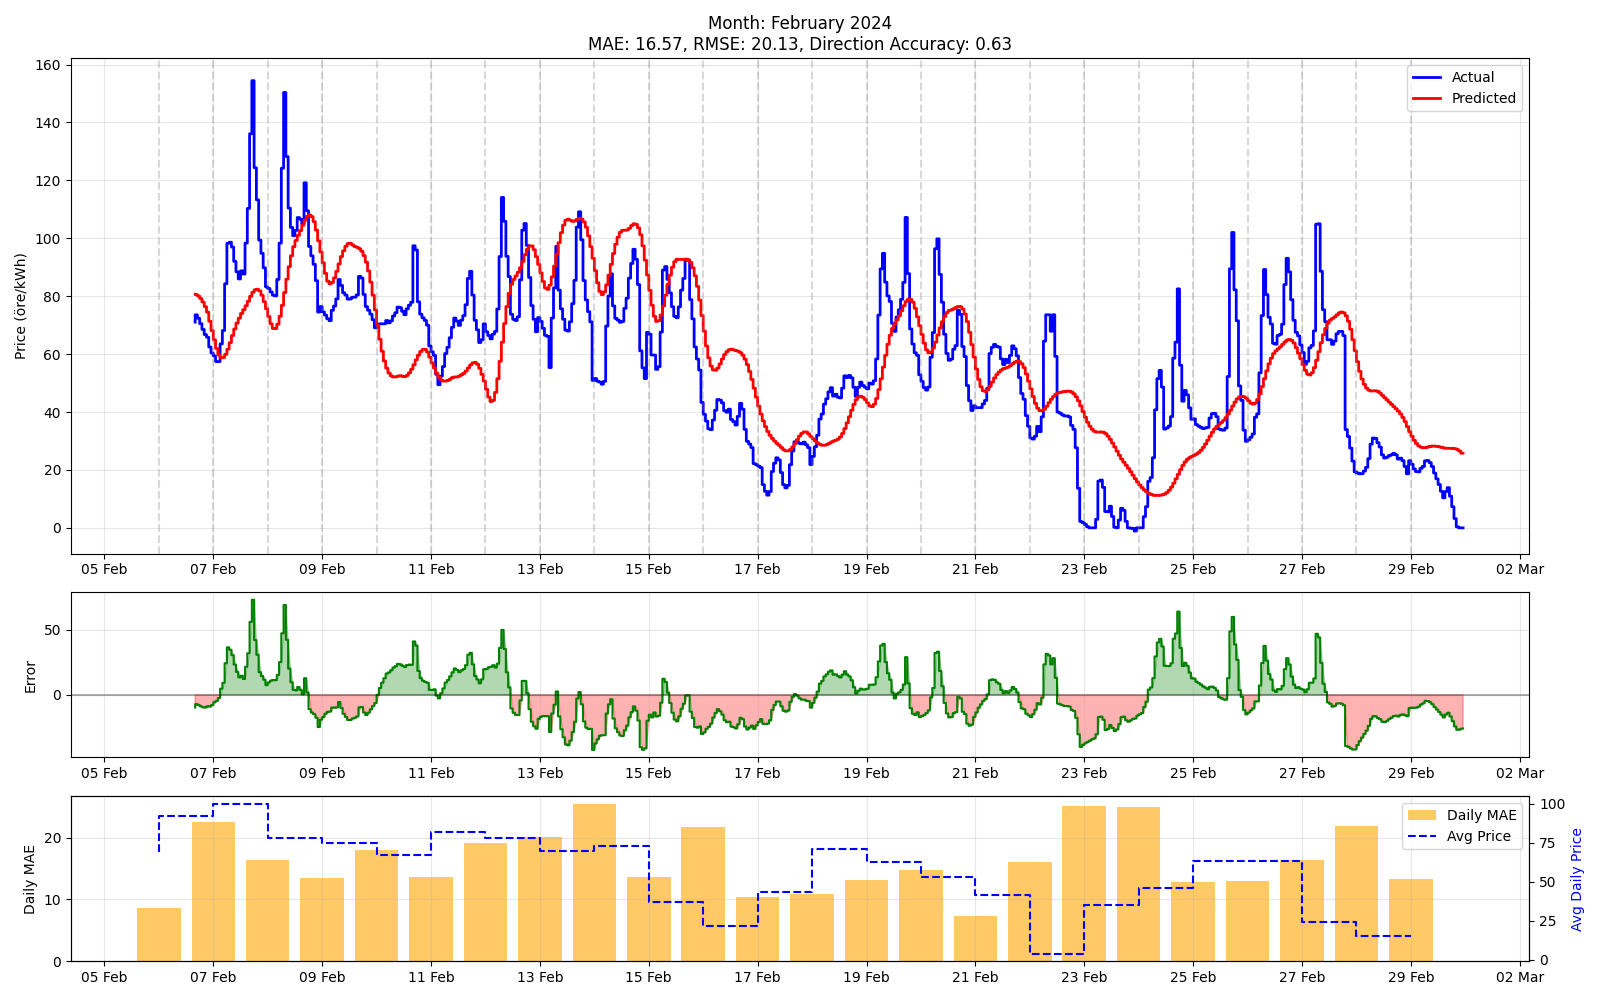 Month: February 2024
MAE: 16.57, RMSE: 20.13, Direction Accuracy: 0.63
Price (öre/kWh)
160
140
120
100
80
60
40
20
0
Actual
Predicted
05 Feb 07 Feb 09 Feb 11 Feb 13 Feb 15 Feb 17 Feb 19 Feb 21 Feb 23 Feb 25 Feb 27 Feb 29 Feb 02 Mar
Error
50
0
05 Feb 07 Feb 09 Feb 11 Feb 13 Feb 15 Feb 17 Feb 19 Feb 21 Feb 23 Feb 25 Feb 27 Feb 29 Feb 02 Mar
Daily MAE
20
10
0
Daily MAE
Avg Price
100
75
50
25
0
Avg Daily Price
05 Feb 07 Feb 09 Feb 11 Feb 13 Feb 15 Feb 17 Feb 19 Feb 21 Feb 23 Feb 25 Feb 27 Feb 29 Feb 02 Mar